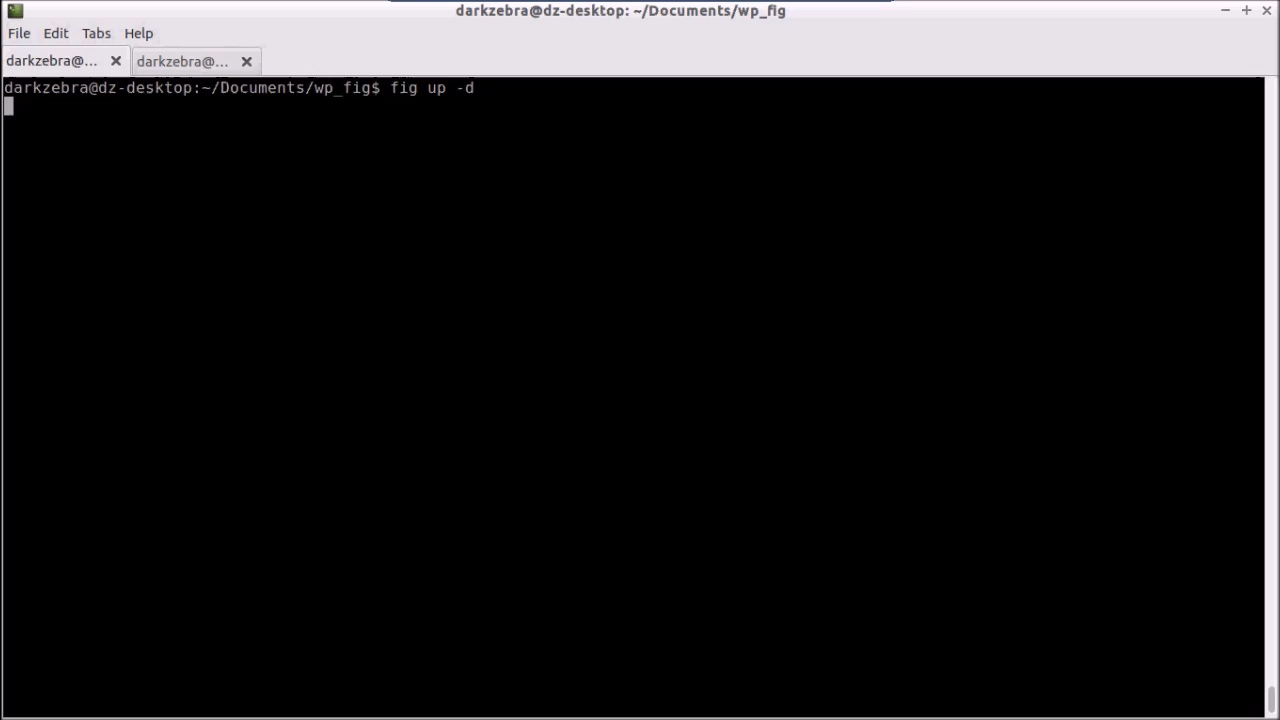 darkzebra@dz-desktop: ~/Documents/wp_fig
File Edit Tabs Help
darkzebra@... darkzebra@...
darkzebra@dz-desktop:~/Documents/wp_fig$ fig up -d